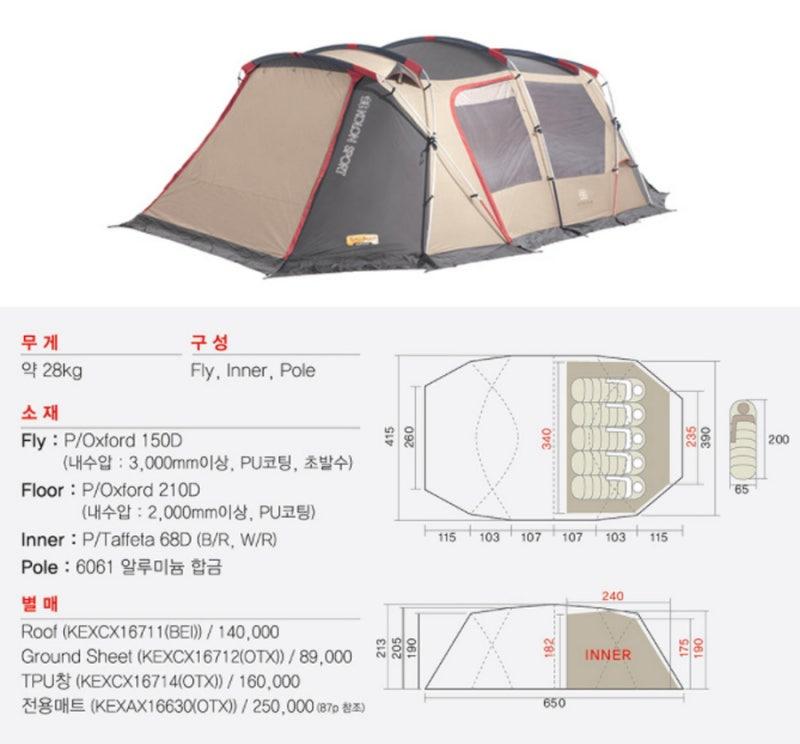 KOLON SPORT
무게
약 28kg
구성
Fly, Inner, Pole
소재
Fly : P/Oxford 150D
(내수압 : 3,000mm이상, PU코팅, 초발수)
Floor : P/Oxford 210D
(내수압 : 2,000mm이상, PU코팅)
Inner : P/Taffeta 68D (B/R, W/R)
Pole : 6061 알루미늄 합금
별매
Roof (KEXCX16711(BEI)) / 140,000
Ground Sheet (KEXCX16712(OTX)) / 89,000
TPU창 (KEXCX16714(OTX)) / 160,000
전용매트 (KEXAX16630(OTX)) / 250,000 (87p 참조)
415 260 340 235 390 200
65
115 103 107 107 103 115
240
213 205 190 182 INNER 175 190
650